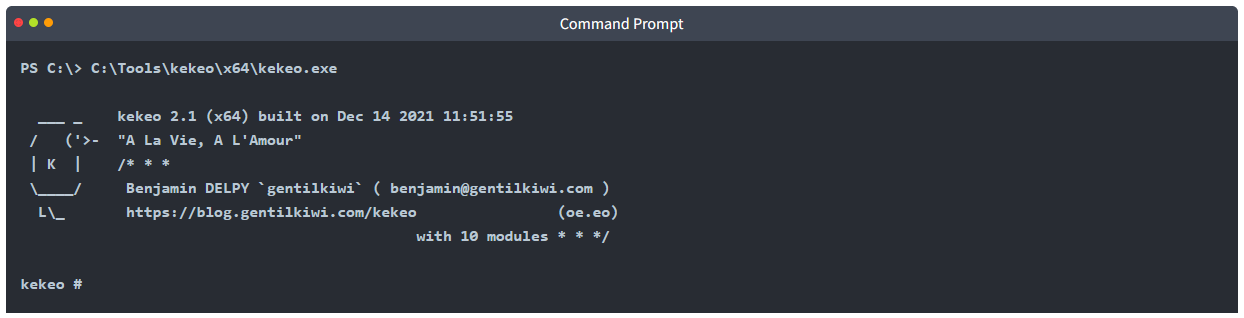 Command Prompt
PS C:\> C:\Tools\kekeo\x64\kekeo.exe
  ___ _    kekeo 2.1 (x64) built on Dec 14 2021 11:51:55
 /   ('>-  "A La Vie, A L'Amour"
 | K  |    /* * *
 \____/     Benjamin DELPY `gentilkiwi` ( benjamin@gentilkiwi.com )
  L\_       https://blog.gentilkiwi.com/kekeo                (oe.eo)
                                             with 10 modules * * */
kekeo #